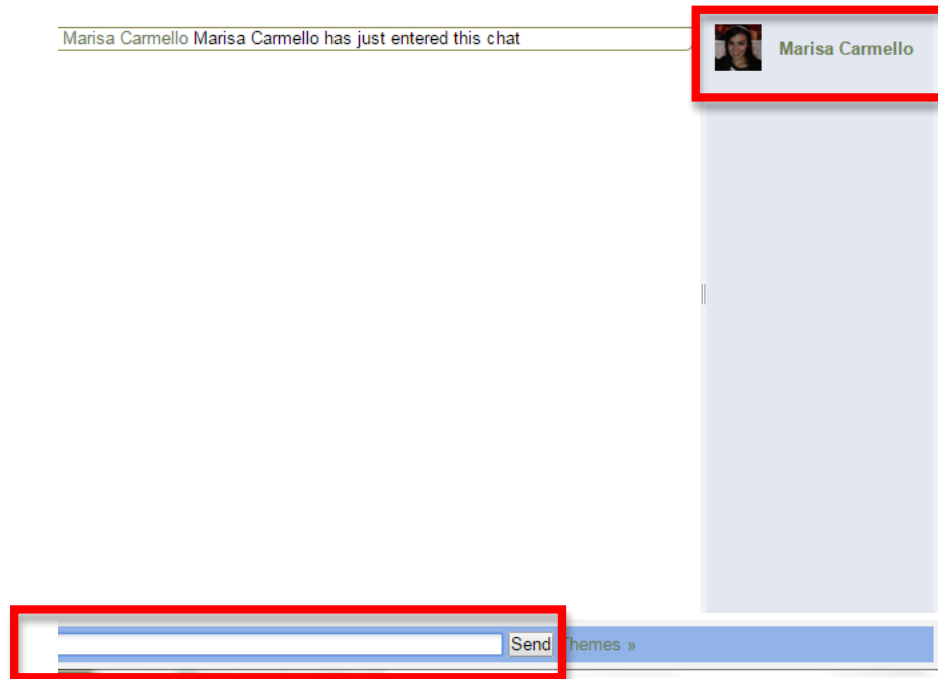 Marisa Carmello Marisa Carmello has just entered this chat
Marisa Carmello
Send Themes »